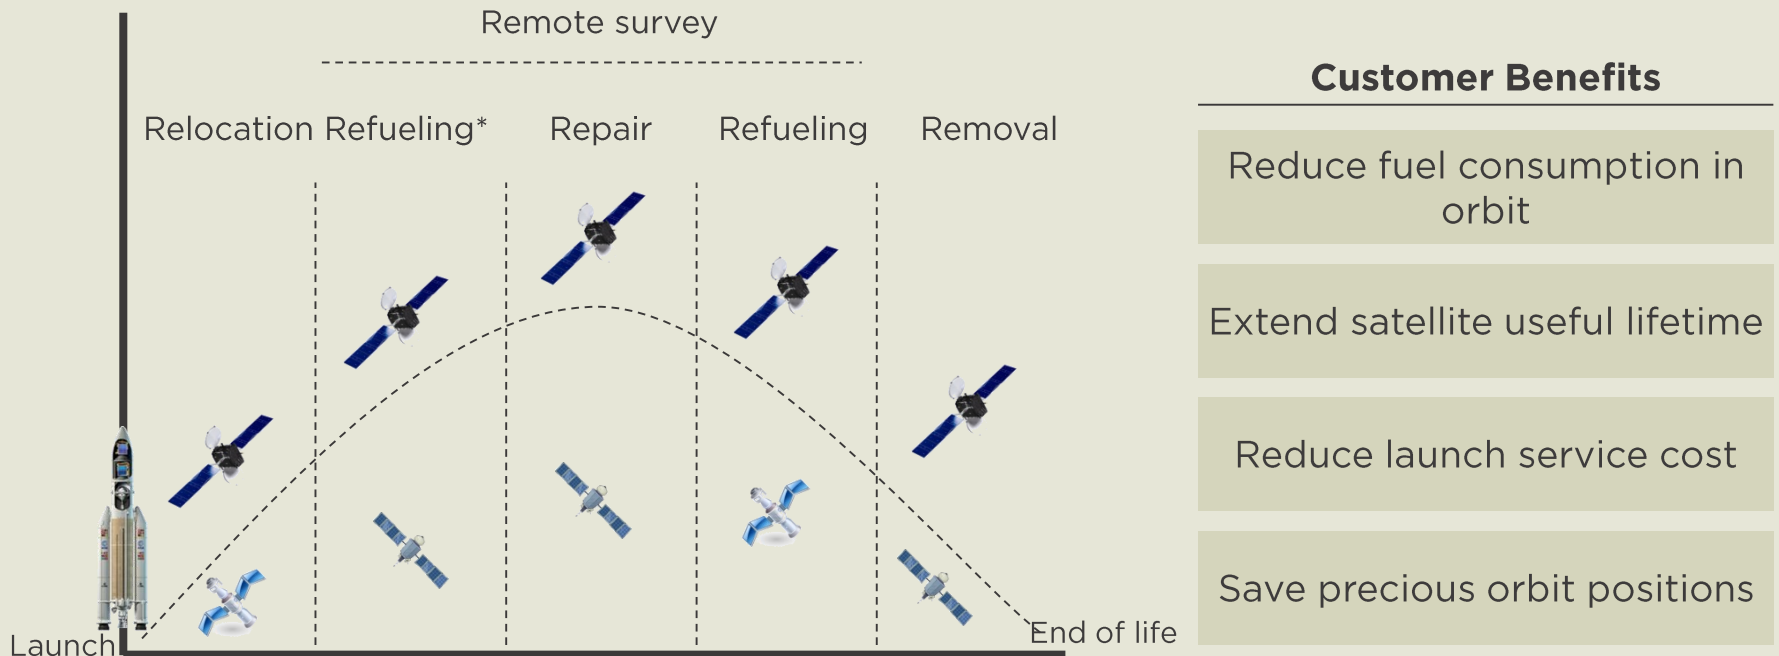 Remote survey
Relocation
Refueling*
Repair
Refueling
Removal
Launch
End of life
Customer Benefits
Reduce fuel consumption in
orbit
Extend satellite useful lifetime
Reduce launch service cost
Save precious orbit positions